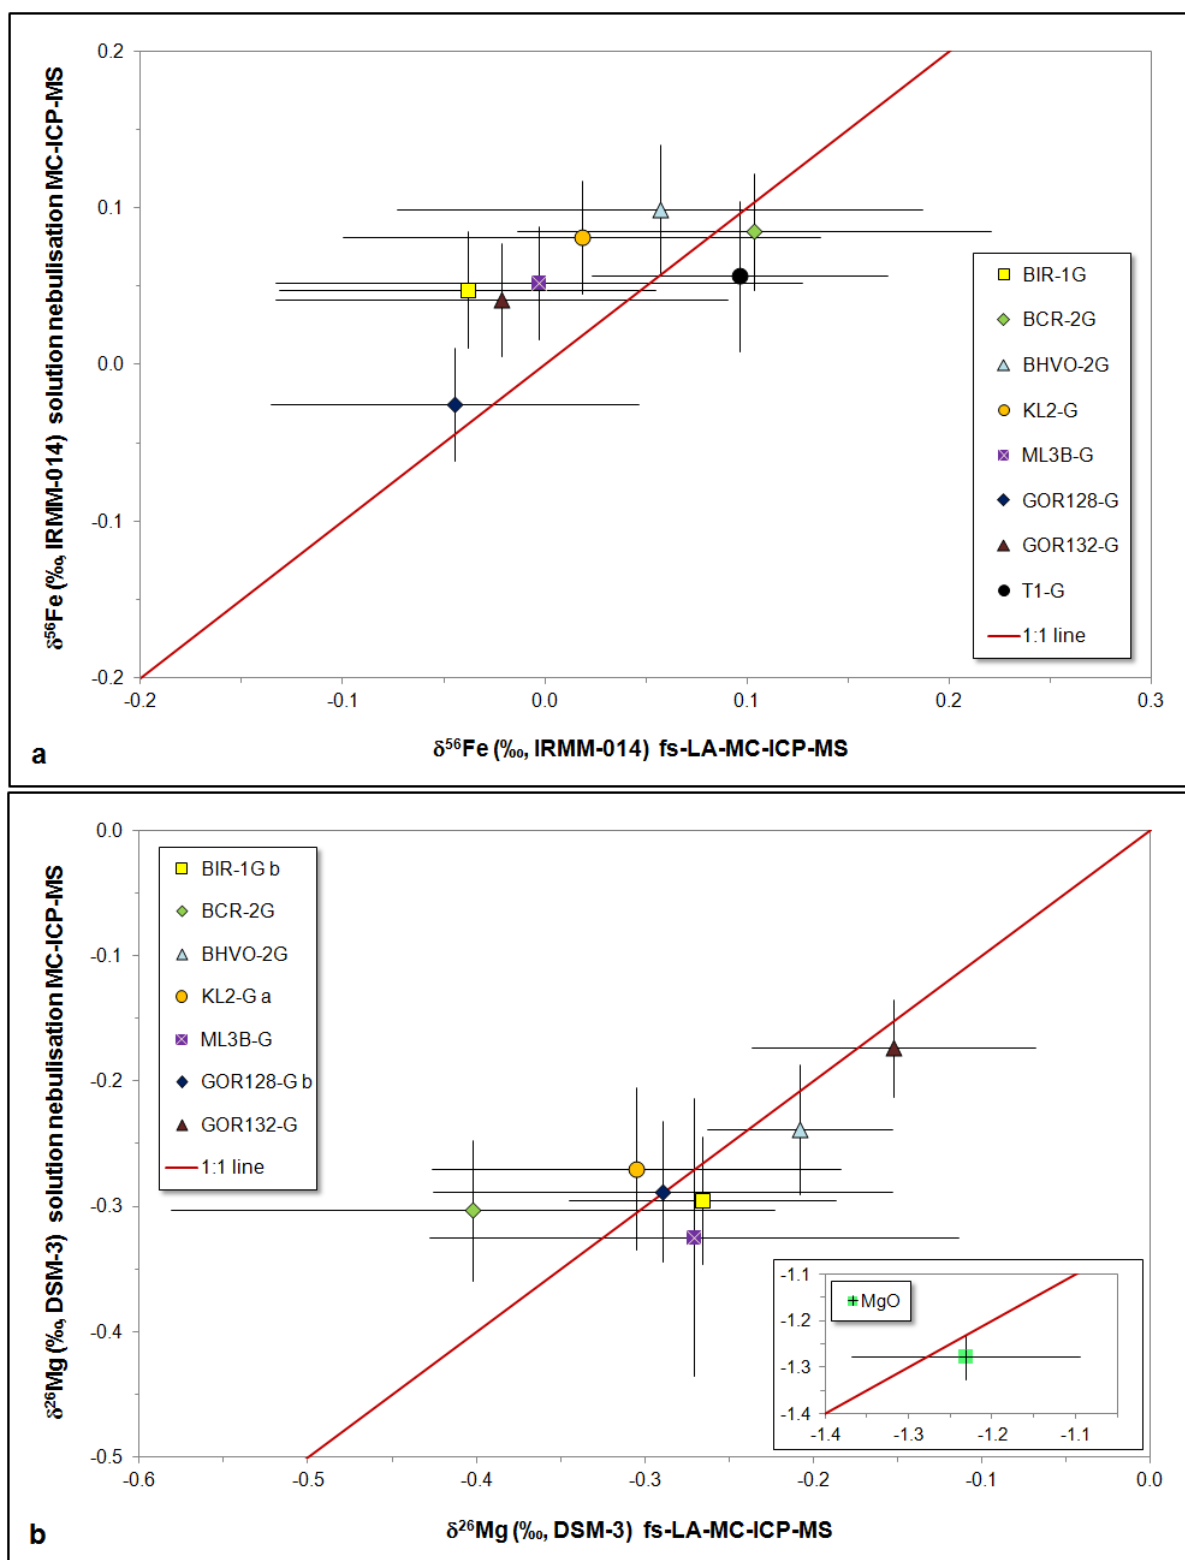 0.2
0.1
0.0
-0.1
-0.2
-0.2
-0.1
0.0
0.1
0.2
0.3
δ⁵⁶Fe (‰, IRMM-014) solution nebulisation MC-ICP-MS
δ⁵⁶Fe (‰, IRMM-014) fs-LA-MC-ICP-MS
BIR-1G
BCR-2G
BHVO-2G
KL2-G
ML3B-G
GOR128-G
GOR132-G
T1-G
1:1 line
a
0.0
-0.1
-0.2
-0.3
-0.4
-0.5
-0.6
-0.5
-0.4
-0.3
-0.2
-0.1
0.0
δ²⁶Mg (‰, DSM-3) solution nebulisation MC-ICP-MS
δ²⁶Mg (‰, DSM-3) fs-LA-MC-ICP-MS
BIR-1G b
BCR-2G
BHVO-2G
KL2-G a
ML3B-G
GOR128-G b
GOR132-G
1:1 line
-1.1
-1.2
-1.3
-1.4
-1.4
-1.3
-1.2
-1.1
MgO
b